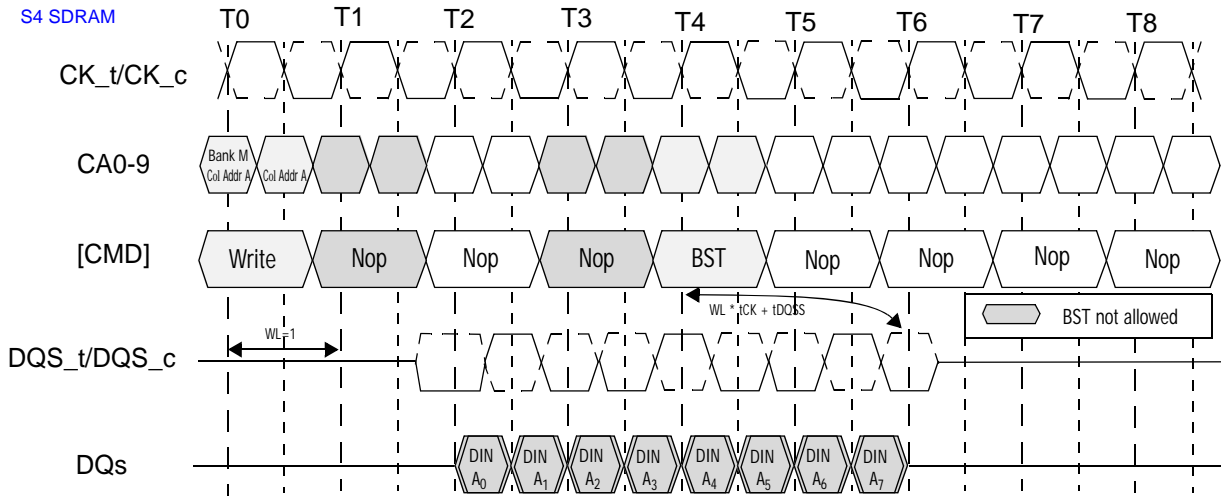 S4 SDRAM
T0 T1 T2 T3 T4 T5 T6 T7 T8
CK_t/CK_c
CA0-9
Bank M
Col Addr A
Col Addr A
[CMD]
Write Nop Nop Nop BST Nop Nop Nop Nop
WL * tCK + tDQSS
BST not allowed
WL=1
DQS_t/DQS_c
DQs
DIN A0 DIN A1 DIN A2 DIN A3 DIN A4 DIN A5 DIN A6 DIN A7